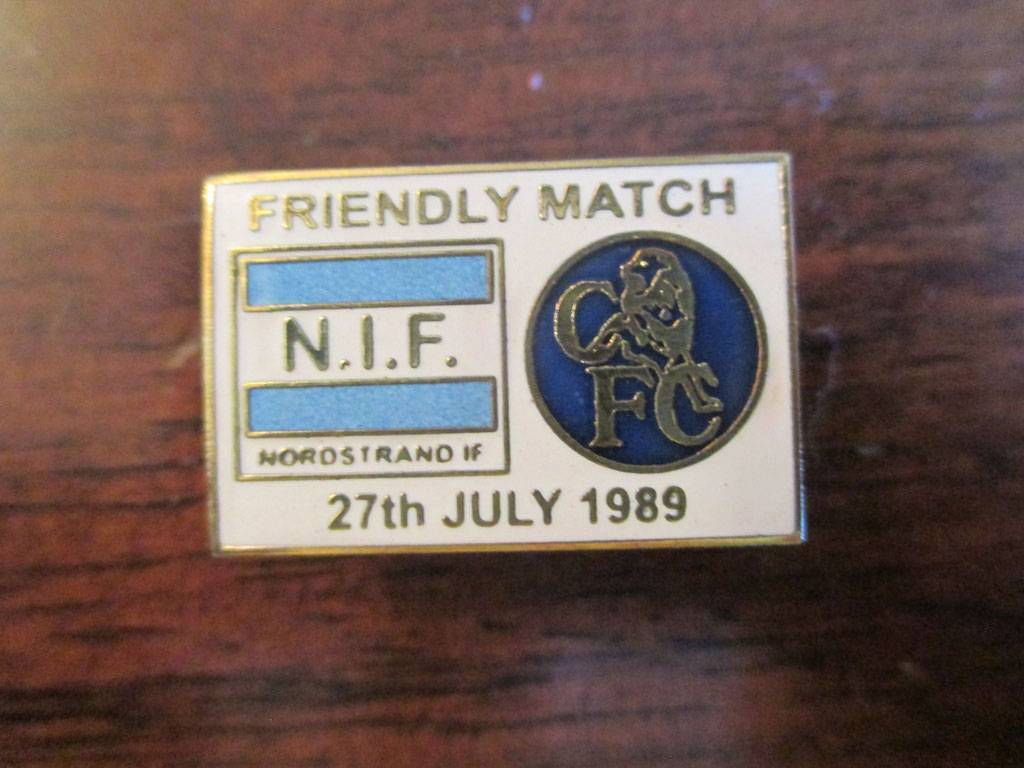 FRIENDLY MATCH
N.I.F.
NORDSTRAND IF
CFC
27th JULY 1989